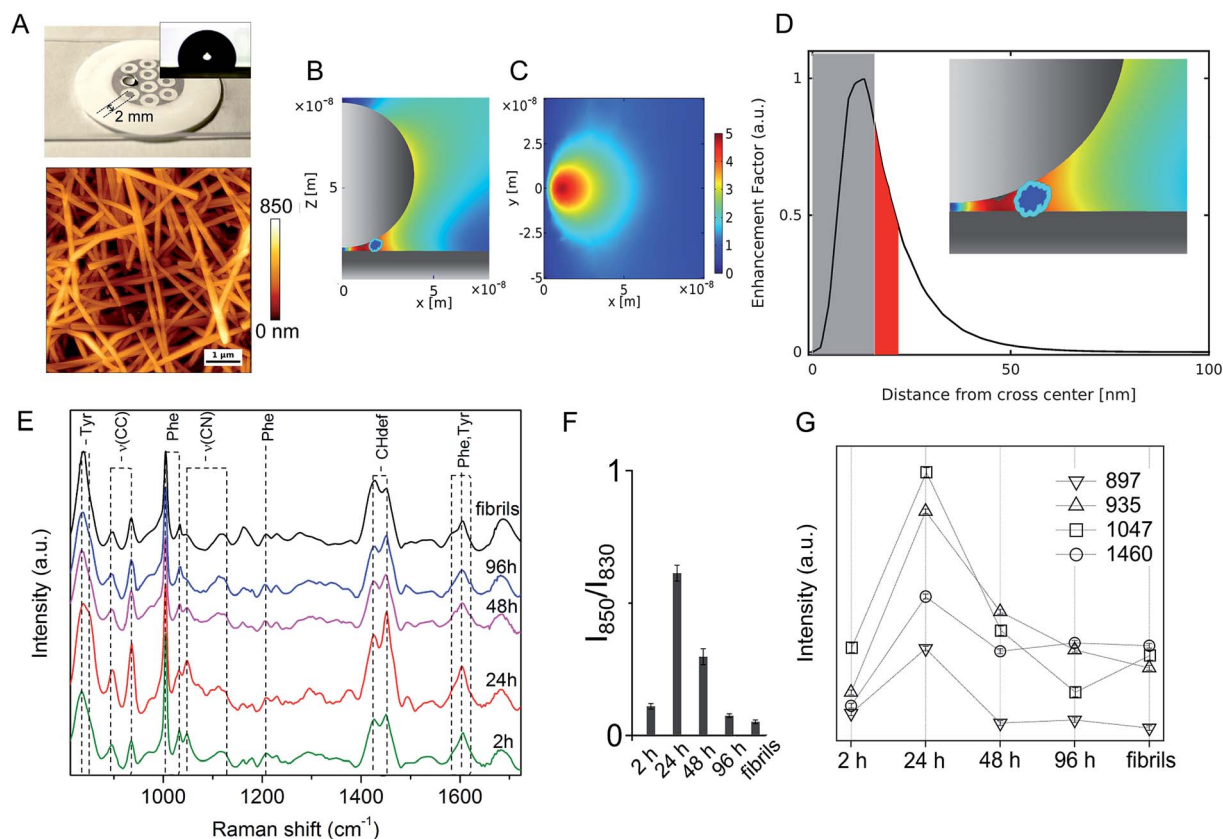 A
2 mm
850
0 nm
1 µm
B
×10⁻⁸
z [m]
5
0
0
5
×10⁻⁸
x [m]
C
×10⁻⁸
y [m]
5
2.5
0
-2.5
-5
0
5
×10⁻⁸
x [m]
5
4
3
2
1
0
D
Enhancement Factor (a.u.)
1
0.5
0
0
50
100
Distance from cross center [nm]
E
Tyr
ν(CC)
Phe
ν(CN)
Phe
CHdef
Phe,Tyr
fibrils
96h
48h
24h
2h
Intensity (a.u.)
1000
1200
1400
1600
Raman shift (cm⁻¹)
F
I₈₅₀/I₈₃₀
1
0
2 h
24 h
48 h
96 h
fibrils
G
897
935
1047
1460
Intensity (a.u.)
2 h
24 h
48 h
96 h
fibrils